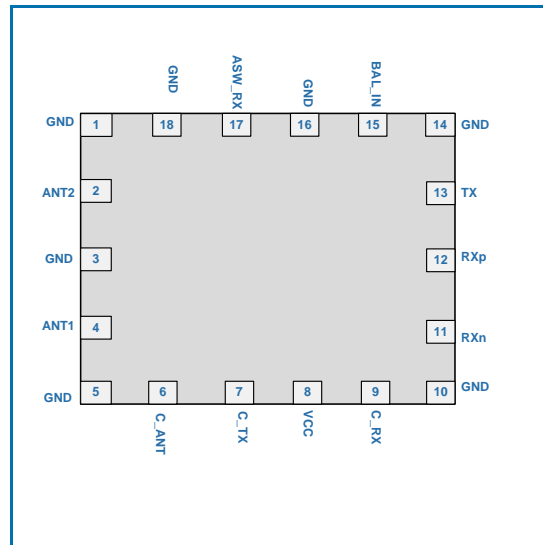 GND
ASW_RX
GND
BAL_IN
GND 1 18 17 16 15 14 GND
ANT2 2 13 TX
GND 3 12 RXp
ANT1 4 11 RXn
GND 5 6 7 8 9 10 GND
C_ANT
C_TX
VCC
C_RX